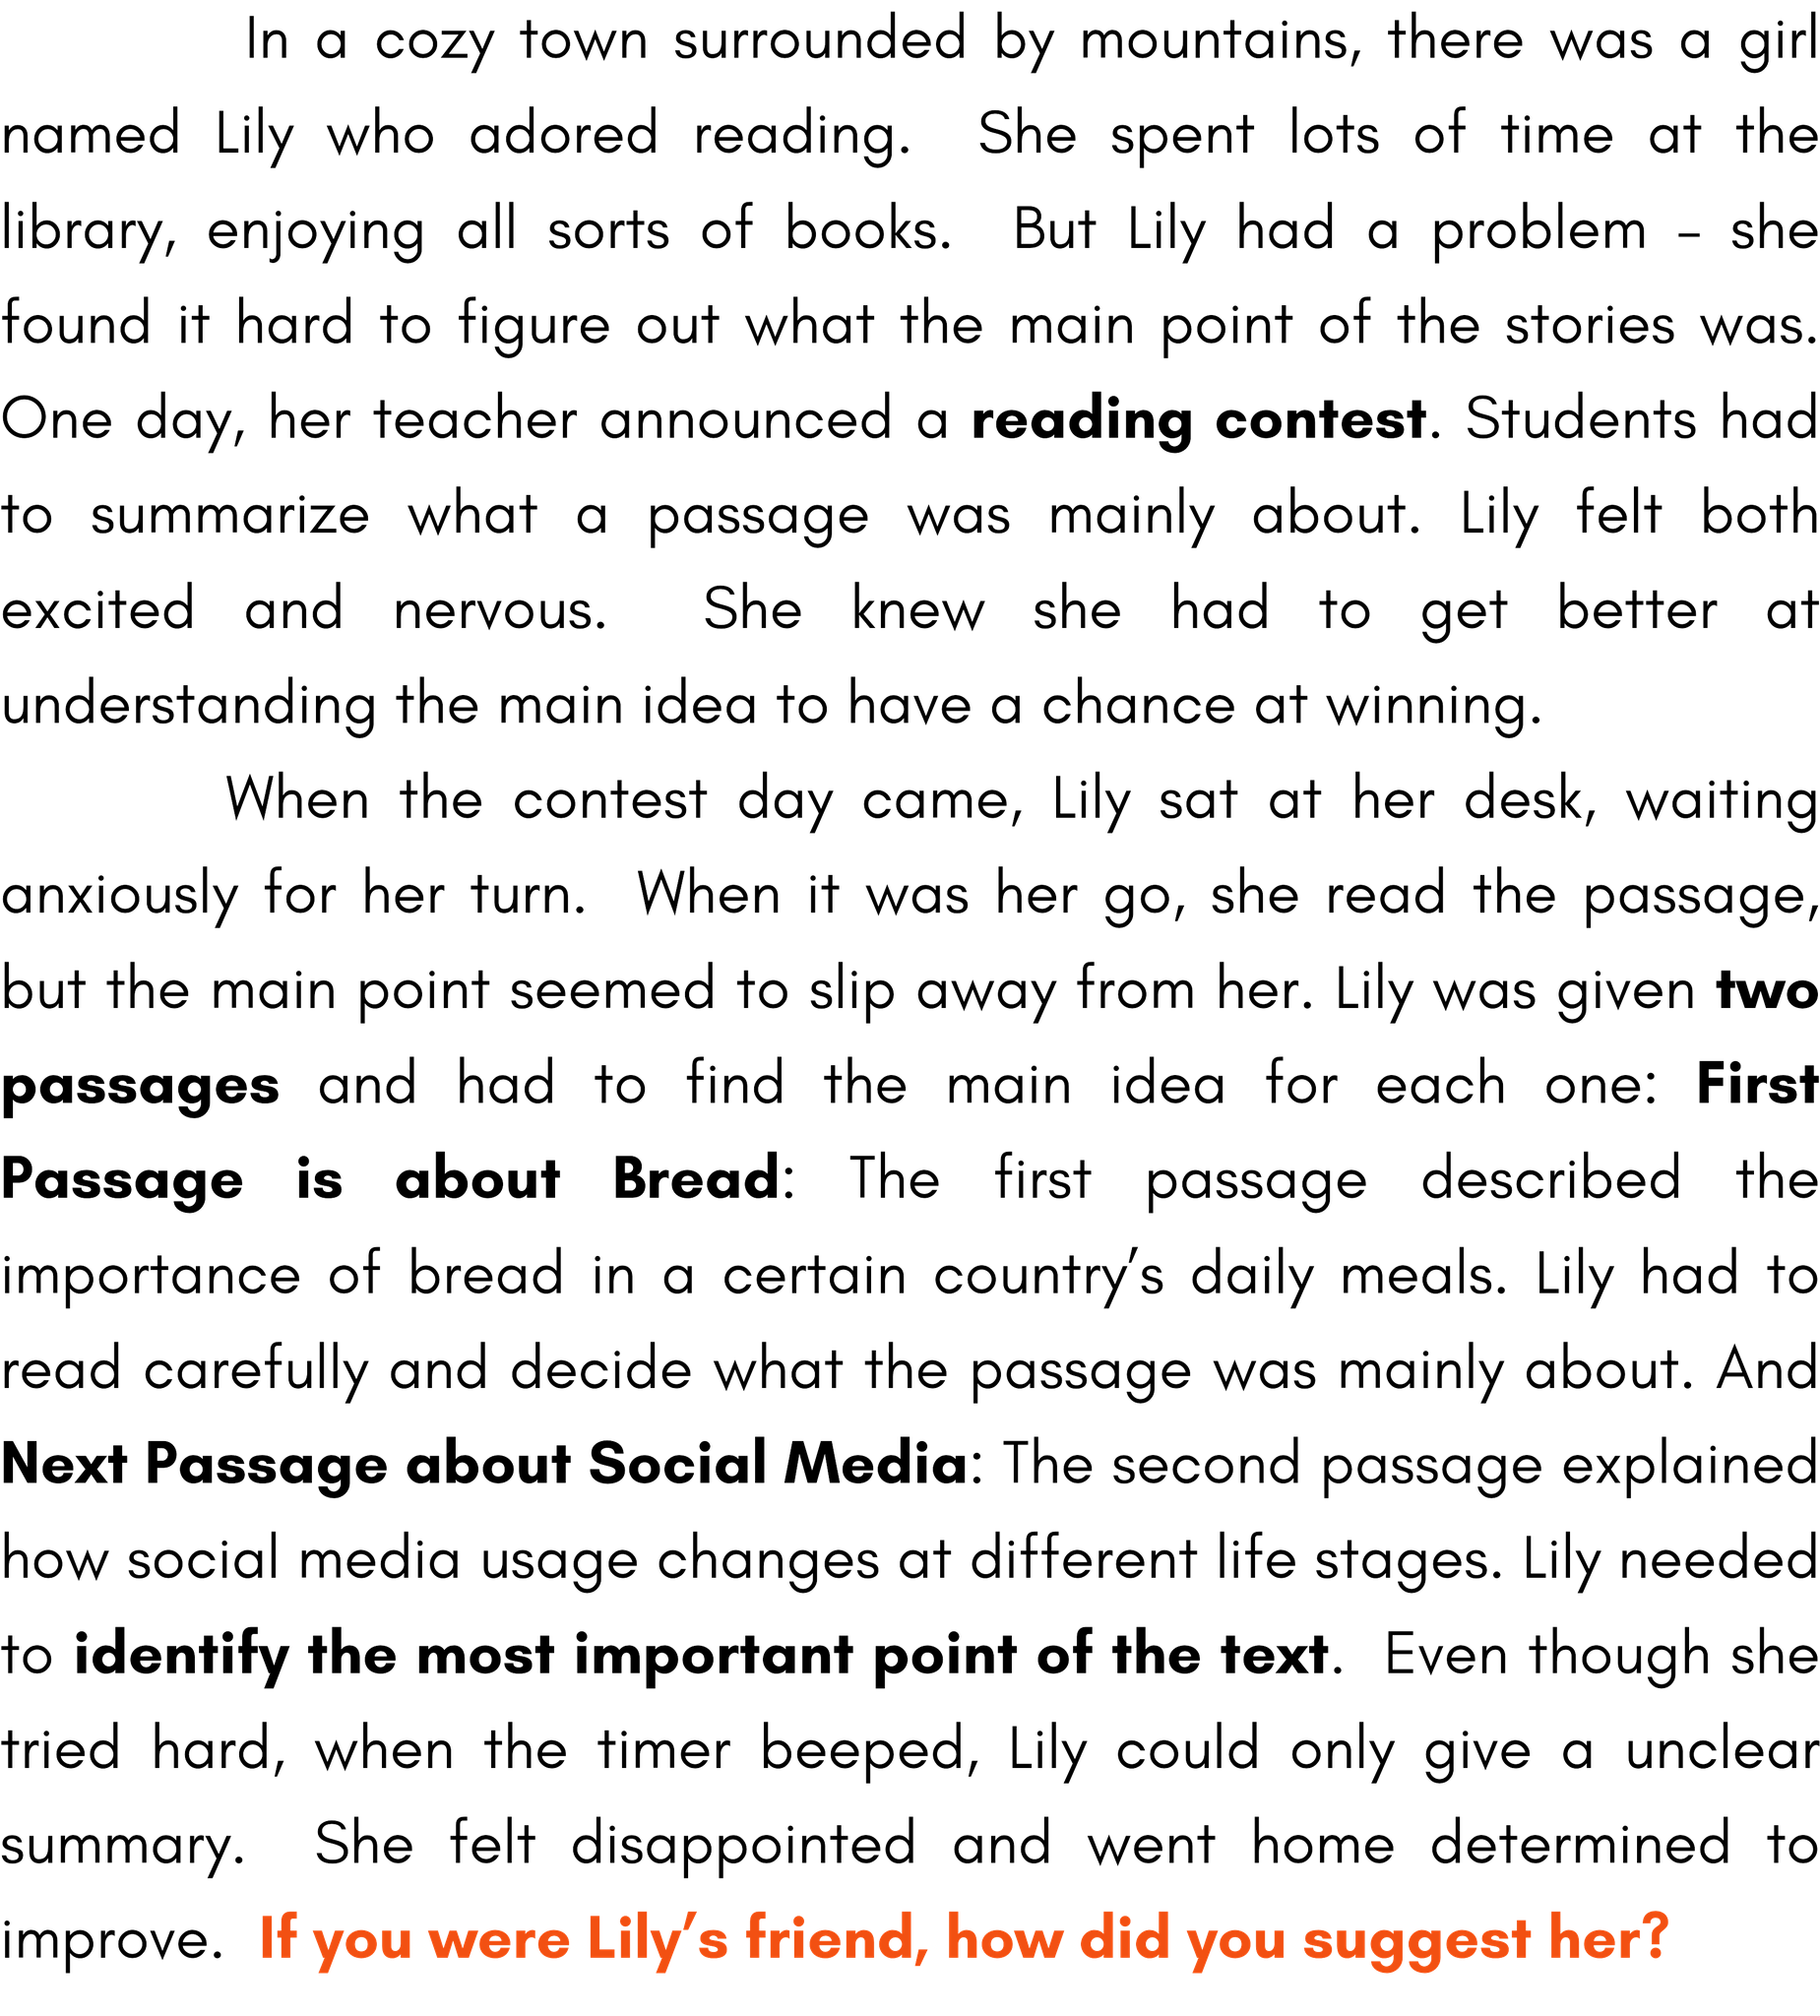 In a cozy town surrounded by mountains, there was a girl
named Lily who adored reading. She spent lots of time at the
library, enjoying all sorts of books. But Lily had a problem – she
found it hard to figure out what the main point of the stories was.
One day, her teacher announced a reading contest. Students had
to summarize what a passage was mainly about. Lily felt both
excited and nervous. She knew she had to get better at
understanding the main idea to have a chance at winning.
When the contest day came, Lily sat at her desk, waiting
anxiously for her turn. When it was her go, she read the passage,
but the main point seemed to slip away from her. Lily was given two
passages and had to find the main idea for each one: First
Passage is about Bread: The first passage described the
importance of bread in a certain country’s daily meals. Lily had to
read carefully and decide what the passage was mainly about. And
Next Passage about Social Media: The second passage explained
how social media usage changes at different life stages. Lily needed
to identify the most important point of the text. Even though she
tried hard, when the timer beeped, Lily could only give a unclear
summary. She felt disappointed and went home determined to
improve. If you were Lily’s friend, how did you suggest her?